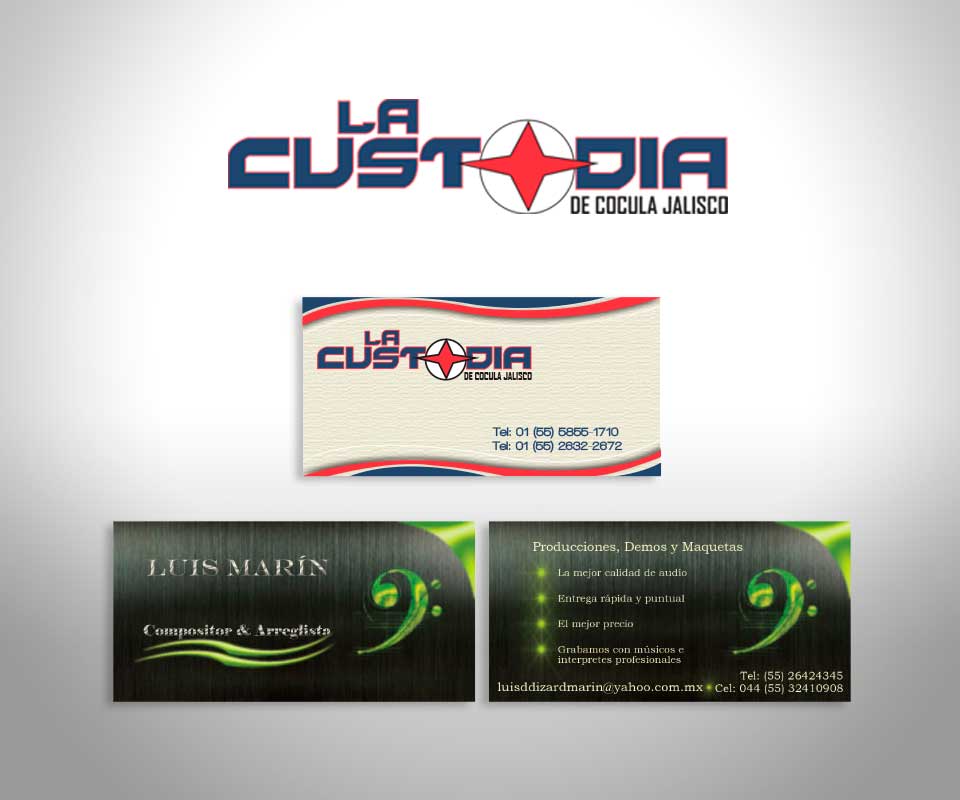 LA
CUSTODIA
DE COCULA JALISCO
LA
CUSTODIA
DE COCULA JALISCO
Tel: 01 (55) 5855-1710
Tel: 01 (55) 2632-2672
LUIS MARÍN
Compositor & Arreglista
Producciones, Demos y Maquetas
La mejor calidad de audio
Entrega rápida y puntual
El mejor precio
Grabamos con músicos e
interpretes profesionales
Tel: (55) 26424345
luisddizardmarin@yahoo.com.mx Cel: 044 (55) 32410908